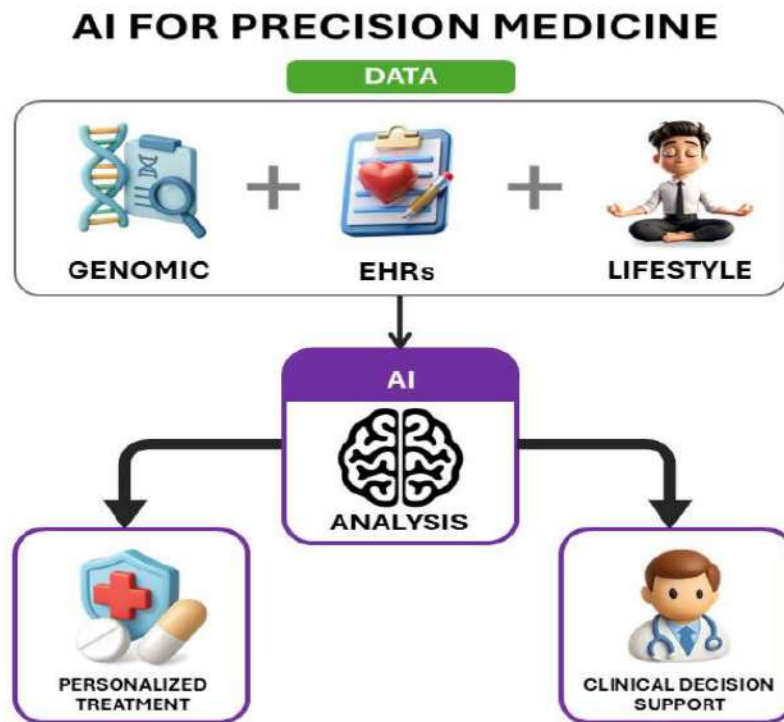 AI FOR PRECISION MEDICINE
DATA
GENOMIC
EHRs
LIFESTYLE
AI
ANALYSIS
PERSONALIZED
TREATMENT
CLINICAL DECISION
SUPPORT